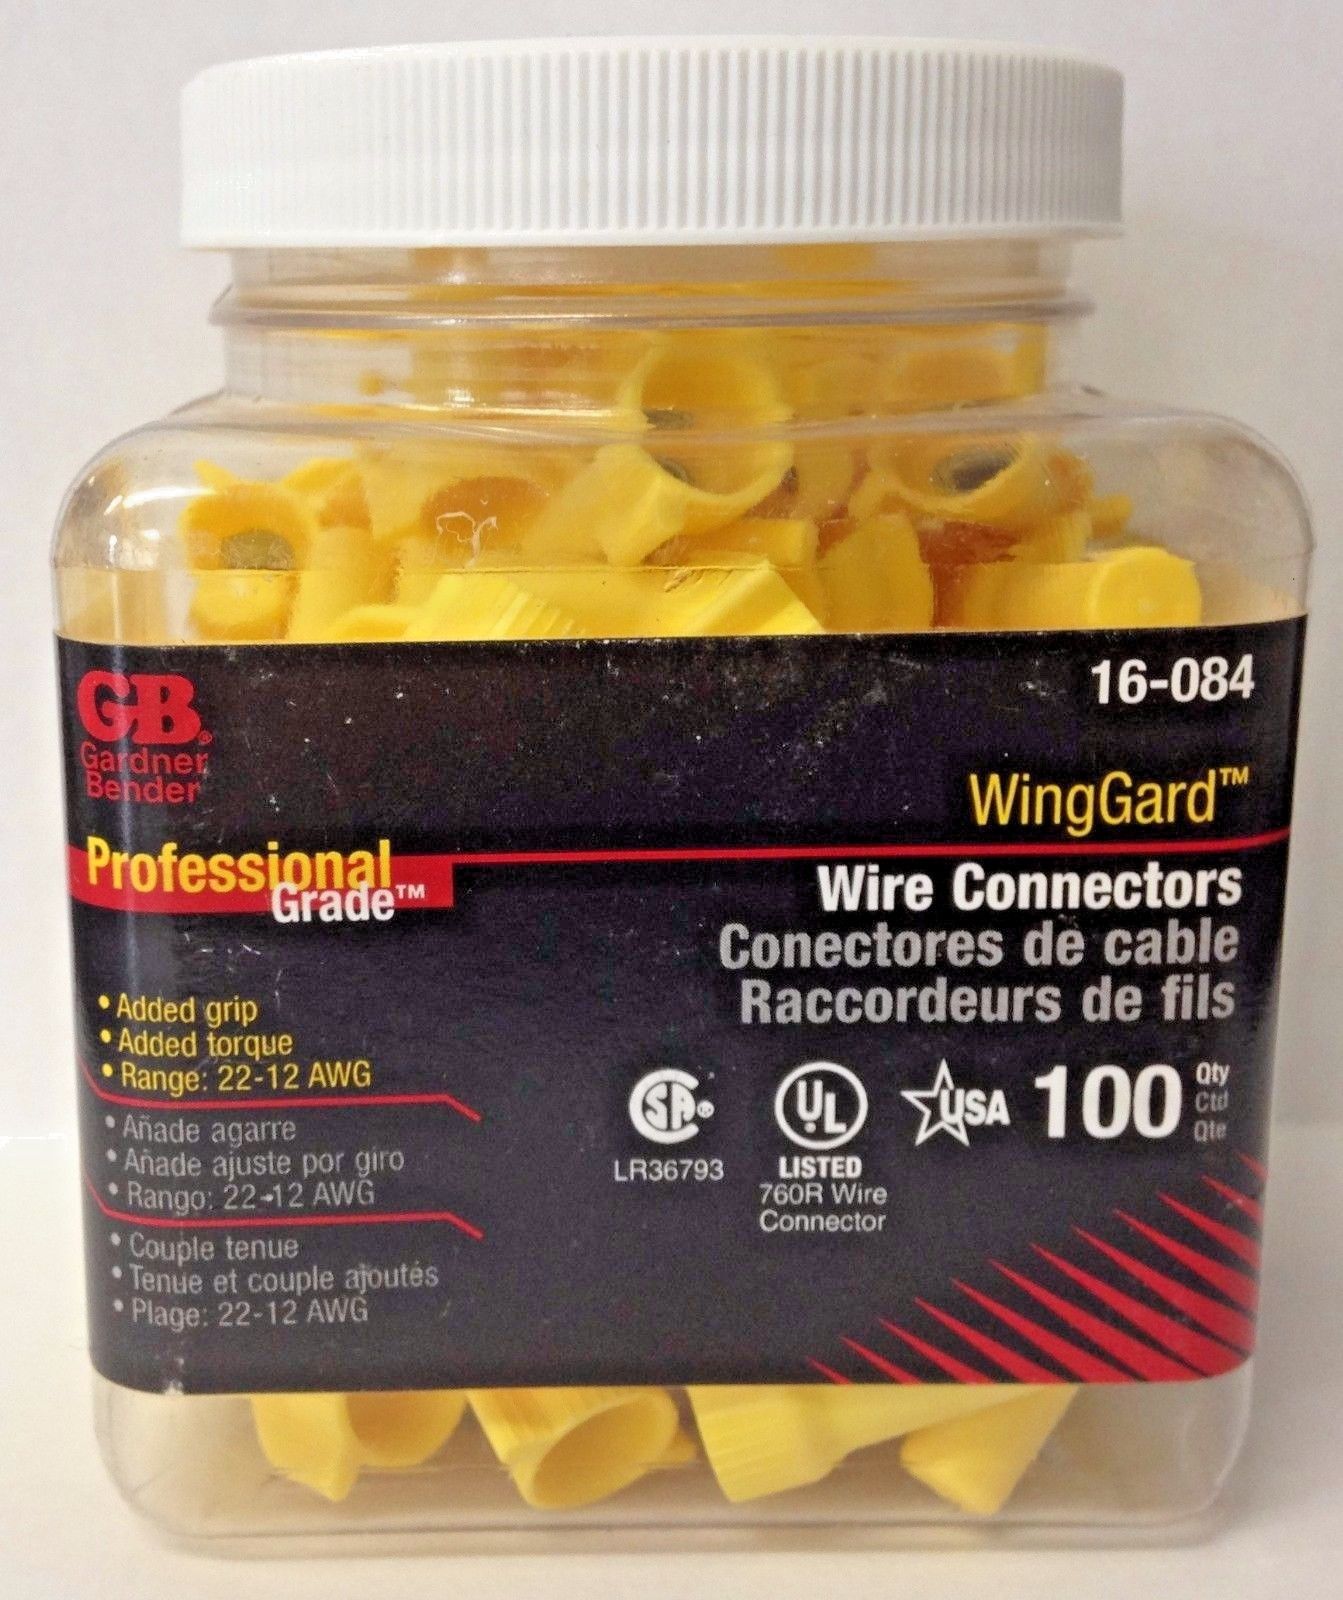 GB®
Gardner
Bender
16-084
WingGard™
Professional
Grade™
Wire Connectors
Conectores de cable
Raccordeurs de fils
• Added grip
• Added torque
• Range: 22-12 AWG
• Añade agarre
• Añade ajuste por giro
• Rango: 22-12 AWG
• Couple tenue
• Tenue et couple ajoutés
• Plage: 22-12 AWG
SA®
LR36793
UL
LISTED
760R Wire
Connector
USA
100
Qty
Ctd
Qte